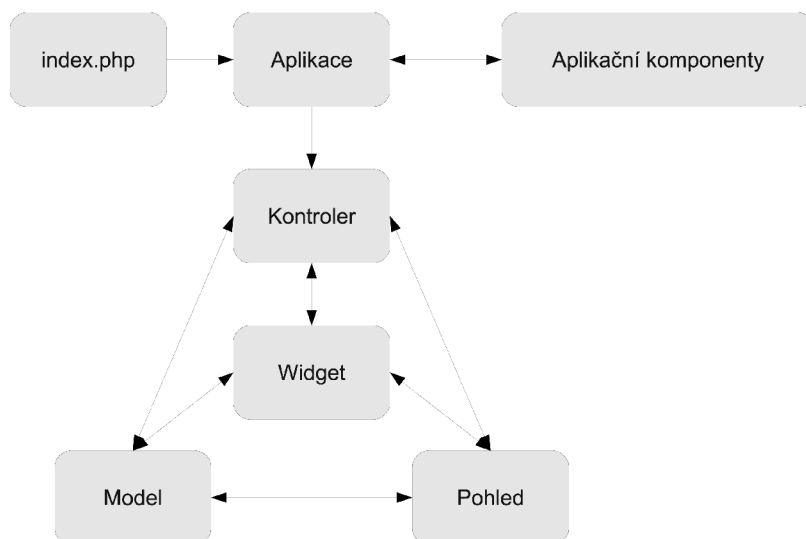 index.php
Aplikace
Aplikační komponenty
Kontroler
Widget
Model
Pohled